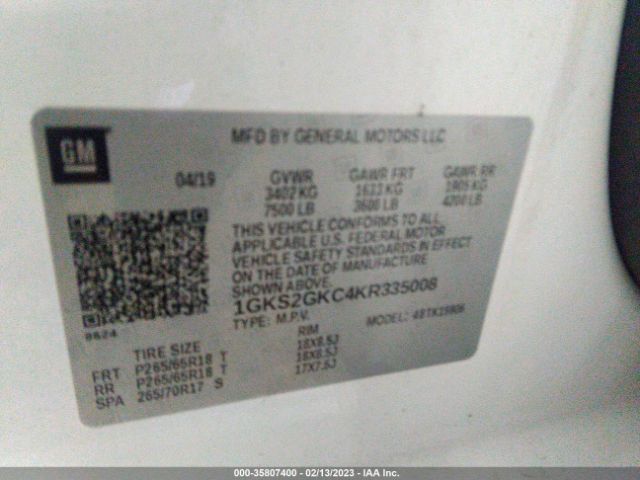 GM
MFD BY GENERAL MOTORS LLC
04/19
GVWR GAWR FRT GAWR RR
3402 KG 1633 KG 1905 KG
7500 LB 3600 LB 4200 LB
THIS VEHICLE CONFORMS TO ALL
APPLICABLE U.S. FEDERAL MOTOR
VEHICLE SAFETY STANDARDS IN EFFECT
ON THE DATE OF MANUFACTURE
SHOWN ABOVE.
1GKS2GKC4KR335008
TYPE: M.P.V. MODEL:
0624
TIRE SIZE RIM
FRT P265/65R18 T 18X8.5J
RR P265/65R18 T 18X8.5J
SPA 265/70R17 S 17X7.5J
000-35807400 - 02/13/2023 - IAA Inc.